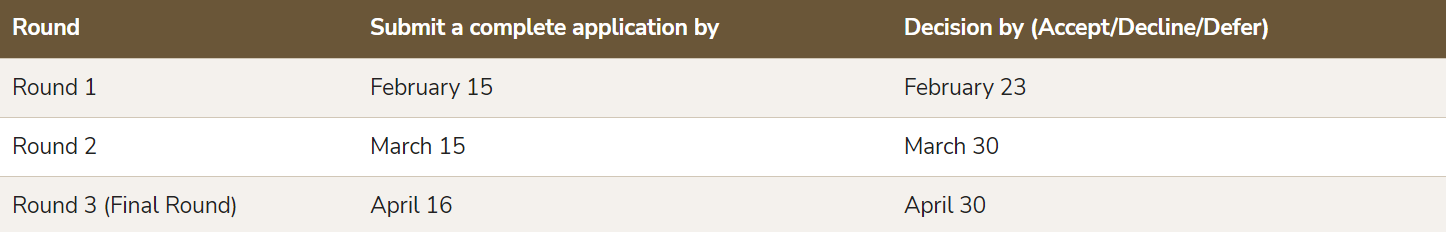 Round Submit a complete application by Decision by (Accept/Decline/Defer)
Round 1 February 15 February 23
Round 2 March 15 March 30
Round 3 (Final Round) April 16 April 30